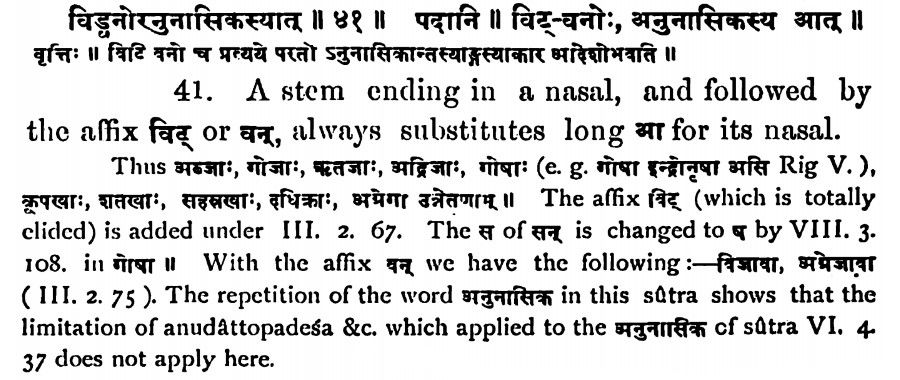 विड्वनोरनुनासिकस्यात् ॥ ४१ ॥ पदानि ॥ विट्-वनोः, अनुनासिकस्य आत् ॥
वृत्तिः ॥ विटि वनो च प्रत्यये परतो ऽनुनासिकान्तस्याङ्गस्याकार आदेशोभवति ॥
41. A stem ending in a nasal, and followed by
the affix विट् or वन्, always substitutes long आ for its nasal.
Thus अब्जाः, गोजाः, ऋतजाः, अद्रिजाः, गोषाः (e. g. गोषा इन्द्रोनृषा असि Rig V. ),
कूपखाः, शतखाः, सहस्रखाः, दधिक्राः, अग्रेगा उन्नेतणाम् ॥ The affix विट् (which is totally
elided) is added under III. 2. 67. The स of सन् is changed to ष by VIII. 3.
108. in गोषा ॥ With the affix वन् we have the following:—विजावा, अग्रेजावा
( III. 2. 75 ). The repetition of the word अनुनासिक in this sûtra shows that the
limitation of anudâttopadeśa &c. which applied to the अनुनासिक of sûtra VI. 4.
37 does not apply here.